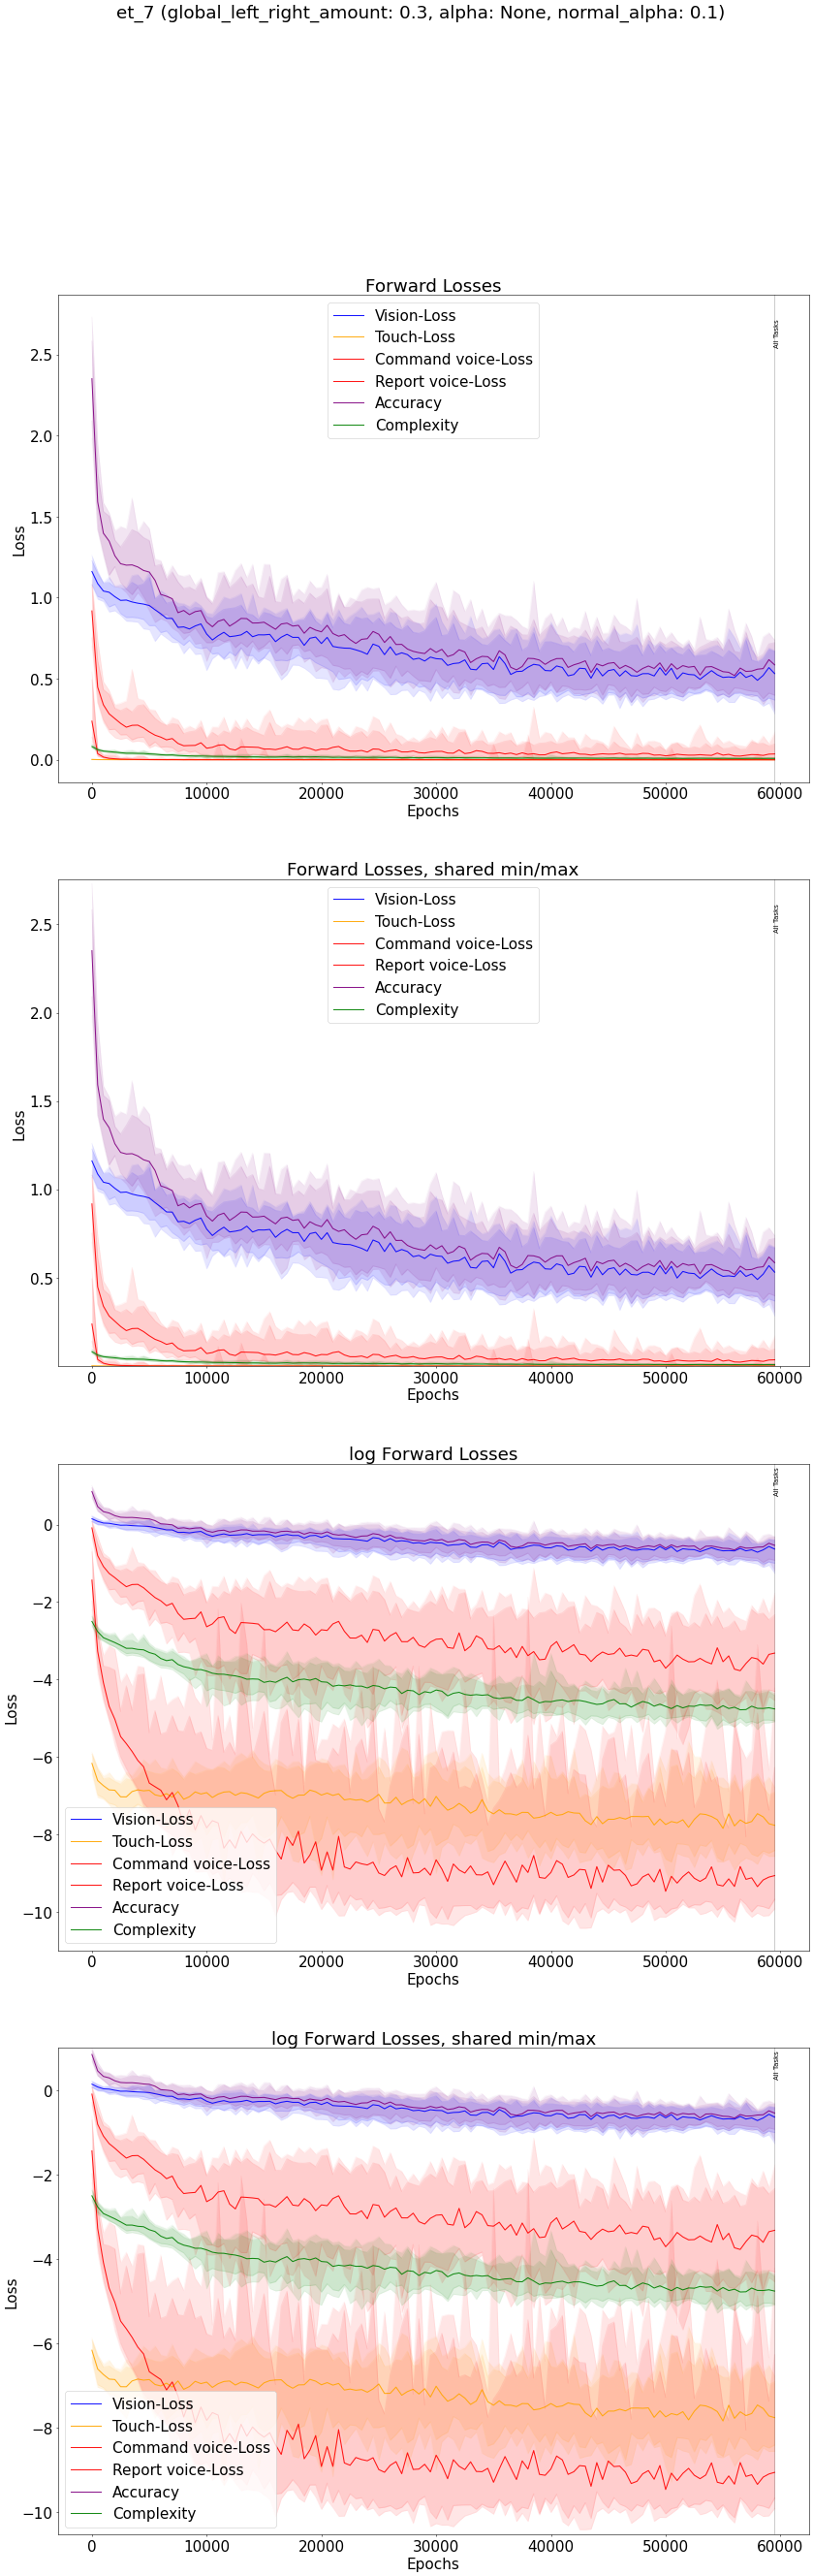 et_7 (global_left_right_amount: 0.3, alpha: None, normal_alpha: 0.1)
Forward Losses
Vision-Loss
Touch-Loss
Command voice-Loss
Report voice-Loss
Accuracy
Complexity
All Tasks
2.5
2.0
1.5
1.0
0.5
0.0
Loss
0 10000 20000 30000 40000 50000 60000
Epochs
Forward Losses, shared min/max
Vision-Loss
Touch-Loss
Command voice-Loss
Report voice-Loss
Accuracy
Complexity
All Tasks
2.5
2.0
1.5
1.0
0.5
Loss
0 10000 20000 30000 40000 50000 60000
Epochs
log Forward Losses
All Tasks
0
−2
−4
−6
−8
−10
Loss
Vision-Loss
Touch-Loss
Command voice-Loss
Report voice-Loss
Accuracy
Complexity
0 10000 20000 30000 40000 50000 60000
Epochs
log Forward Losses, shared min/max
All Tasks
0
−2
−4
−6
−8
−10
Loss
Vision-Loss
Touch-Loss
Command voice-Loss
Report voice-Loss
Accuracy
Complexity
0 10000 20000 30000 40000 50000 60000
Epochs